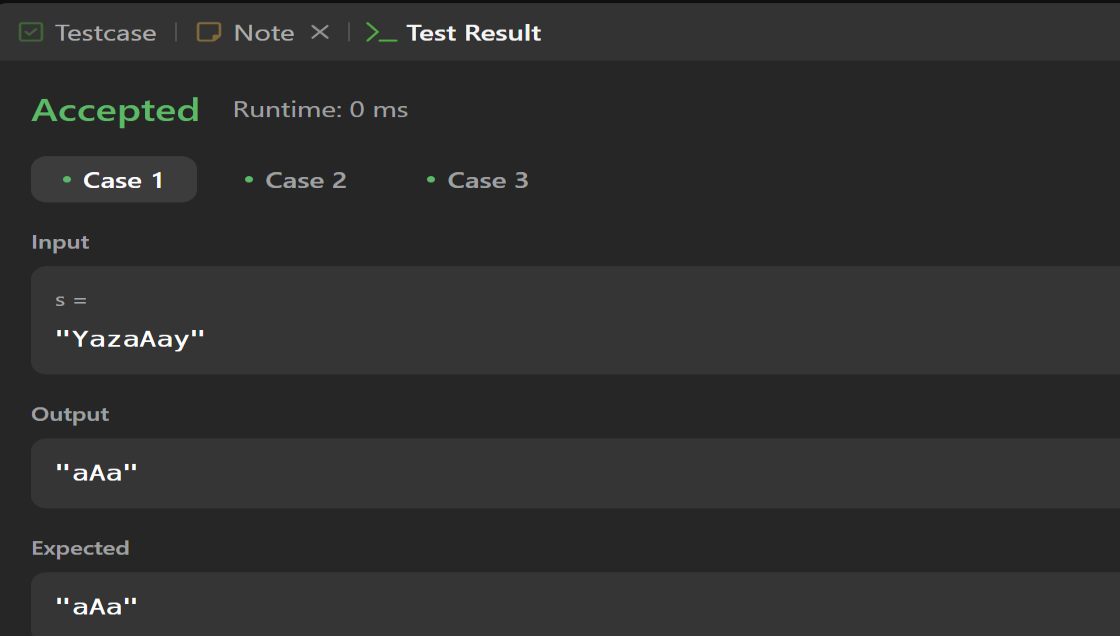 Testcase Note Test Result
Accepted Runtime: 0 ms
Case 1 Case 2 Case 3
Input
s =
"YazaAay"
Output
"aAa"
Expected
"aAa"